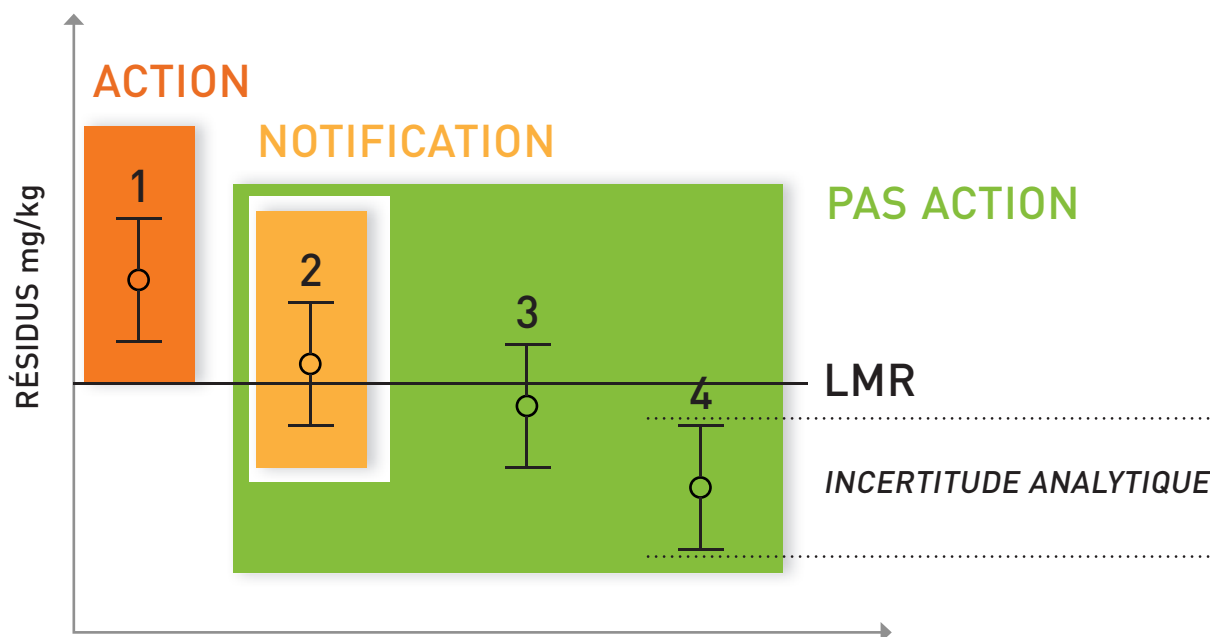 ACTION
NOTIFICATION
1
PAS ACTION
2
3
RÉSIDUS mg/kg
LMR
4
INCERTITUDE ANALYTIQUE